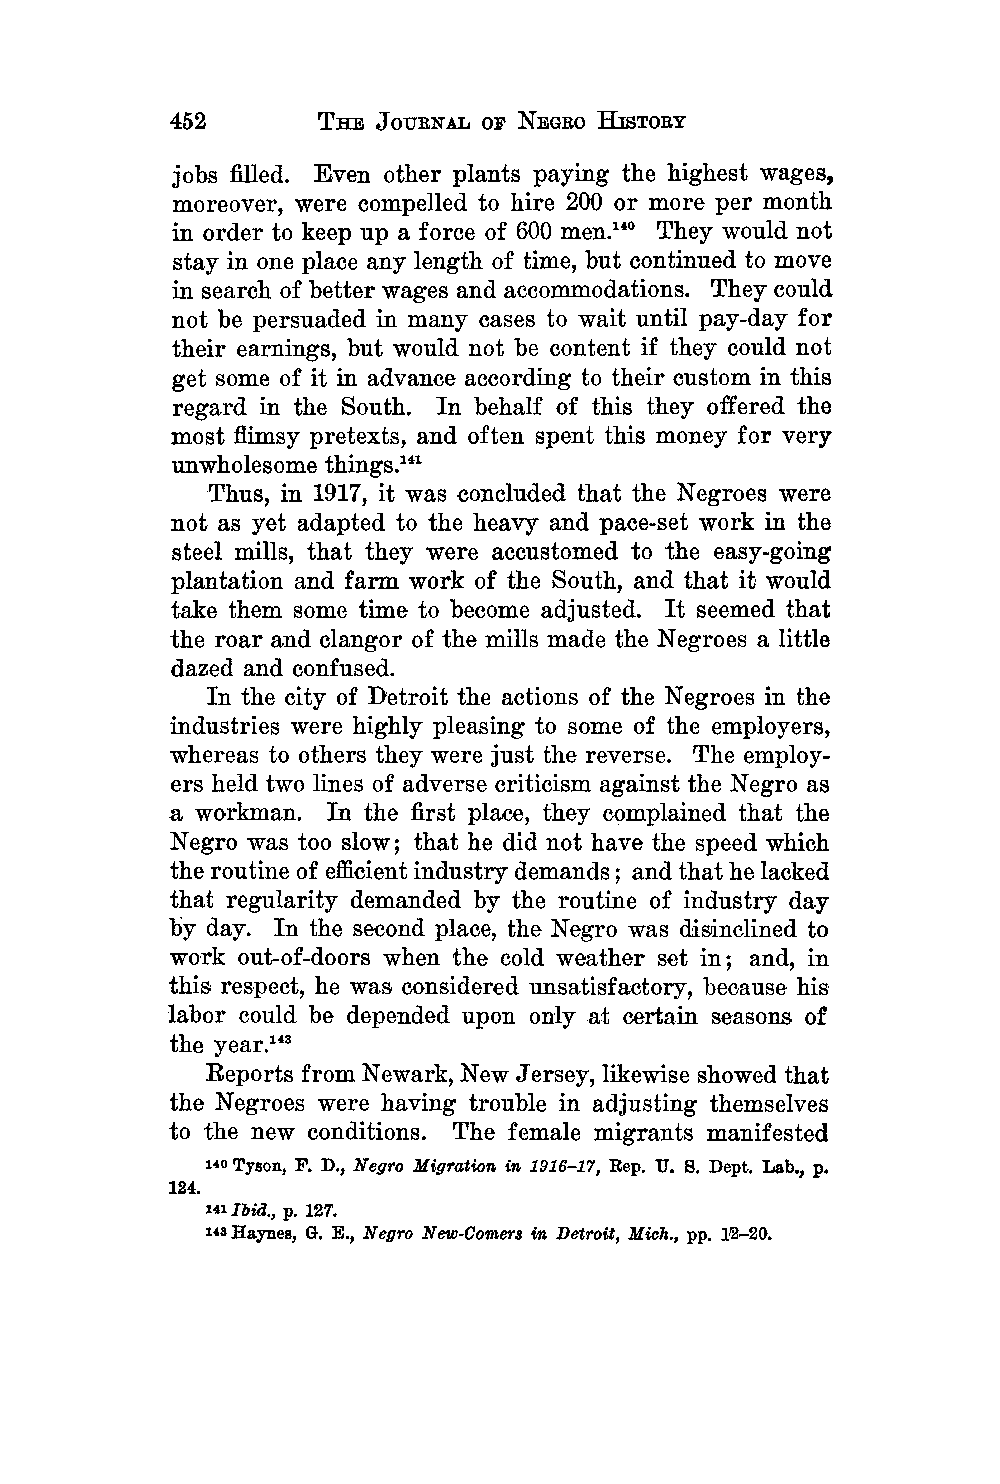 452 THE JOURNAL OF NEGRO HISTORY
jobs filled. Even other plants paying the highest wages,
moreover, were compelled to hire 200 or more per month
in order to keep up a force of 600 men.¹⁴⁰ They would not
stay in one place any length of time, but continued to move
in search of better wages and accommodations. They could
not be persuaded in many cases to wait until pay-day for
their earnings, but would not be content if they could not
get some of it in advance according to their custom in this
regard in the South. In behalf of this they offered the
most flimsy pretexts, and often spent this money for very
unwholesome things.¹⁴¹
Thus, in 1917, it was concluded that the Negroes were
not as yet adapted to the heavy and pace-set work in the
steel mills, that they were accustomed to the easy-going
plantation and farm work of the South, and that it would
take them some time to become adjusted. It seemed that
the roar and clangor of the mills made the Negroes a little
dazed and confused.
In the city of Detroit the actions of the Negroes in the
industries were highly pleasing to some of the employers,
whereas to others they were just the reverse. The employ-
ers held two lines of adverse criticism against the Negro as
a workman. In the first place, they complained that the
Negro was too slow; that he did not have the speed which
the routine of efficient industry demands; and that he lacked
that regularity demanded by the routine of industry day
by day. In the second place, the Negro was disinclined to
work out-of-doors when the cold weather set in; and, in
this respect, he was considered unsatisfactory, because his
labor could be depended upon only at certain seasons of
the year.¹⁴³
Reports from Newark, New Jersey, likewise showed that
the Negroes were having trouble in adjusting themselves
to the new conditions. The female migrants manifested
¹⁴⁰ Tyson, F. D., Negro Migration in 1916–17, Rep. U. S. Dept. Lab., p.
124.
¹⁴¹ Ibid., p. 127.
¹⁴³ Haynes, G. E., Negro New-Comers in Detroit, Mich., pp. 12–20.